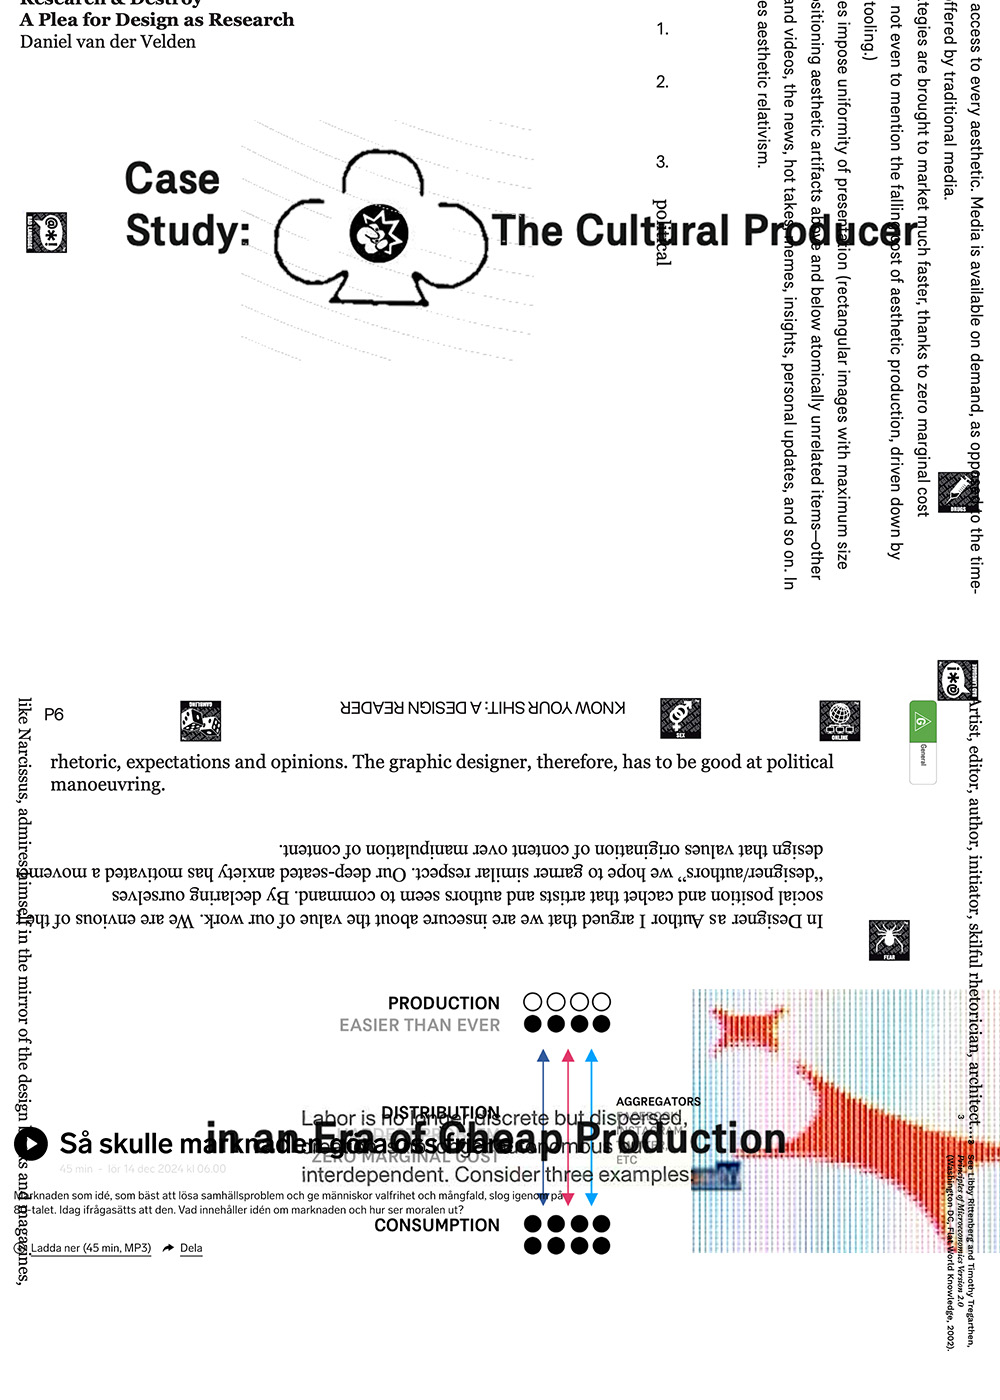 Research & Destroy
A Plea for Design as Research
Daniel van der Velden
1.
2.
3.
political
access to every aesthetic. Media is available on demand, as opposed to the time-
ffered by traditional media.
tegies are brought to market much faster, thanks to zero marginal cost
not even to mention the falling cost of aesthetic production, driven down by
tooling.)
es impose uniformity of presentation (rectangular images with maximum size
sitioning aesthetic artifacts above and below atomically unrelated items—other
and videos, the news, hot takes, memes, insights, personal updates, and so on. In
es aesthetic relativism.
Case
Study:
The Cultural Producer
DRUGS
P6
KNOW YOUR SHIT: A DESIGN READER
SEX
ONLINE
G
General
rhetoric, expectations and opinions. The graphic designer, therefore, has to be good at political
manoeuvring.
In Designer as Author I argued that we are insecure about the value of our work. We are envious of the
social position and cachet that artists and authors seem to command. By declaring ourselves
“designer/authors” we hope to garner similar respect. Our deep-seated anxiety has motivated a movement
design that values origination of content over manipulation of content.
FEAR
like Narcissus, admires himself in the mirror of the design books and magazines,
Artist, editor, author, initiator, skilful rhetorician, architect...
PRODUCTION
EASIER THAN EVER
DISTRIBUTION
ZERO MARGINAL COST
AGGREGATORS
FACEBOOK
INSTAGRAM
TWITTER
ETC
CONSUMPTION
Labor is no longer discrete but dispersed,
interdependent. Consider three examples.
in an Era of Cheap Production
Så skulle marknaden
45 min – lör 14 dec 2024 kl 06.00
Marknaden som idé, som bäst att lösa samhällsproblem och ge människor valfrihet och mångfald, slog igenom på
80-talet. Idag ifrågasätts att den. Vad innehåller idén om marknaden och hur ser moralen ut?
Ladda ner (45 min, MP3)
Dela
3
See Libby Rittenberg and Timothy Tregarthen,
Principles of Microeconomics Version 2.0
(Washington DC, Flat World Knowledge, 2002).